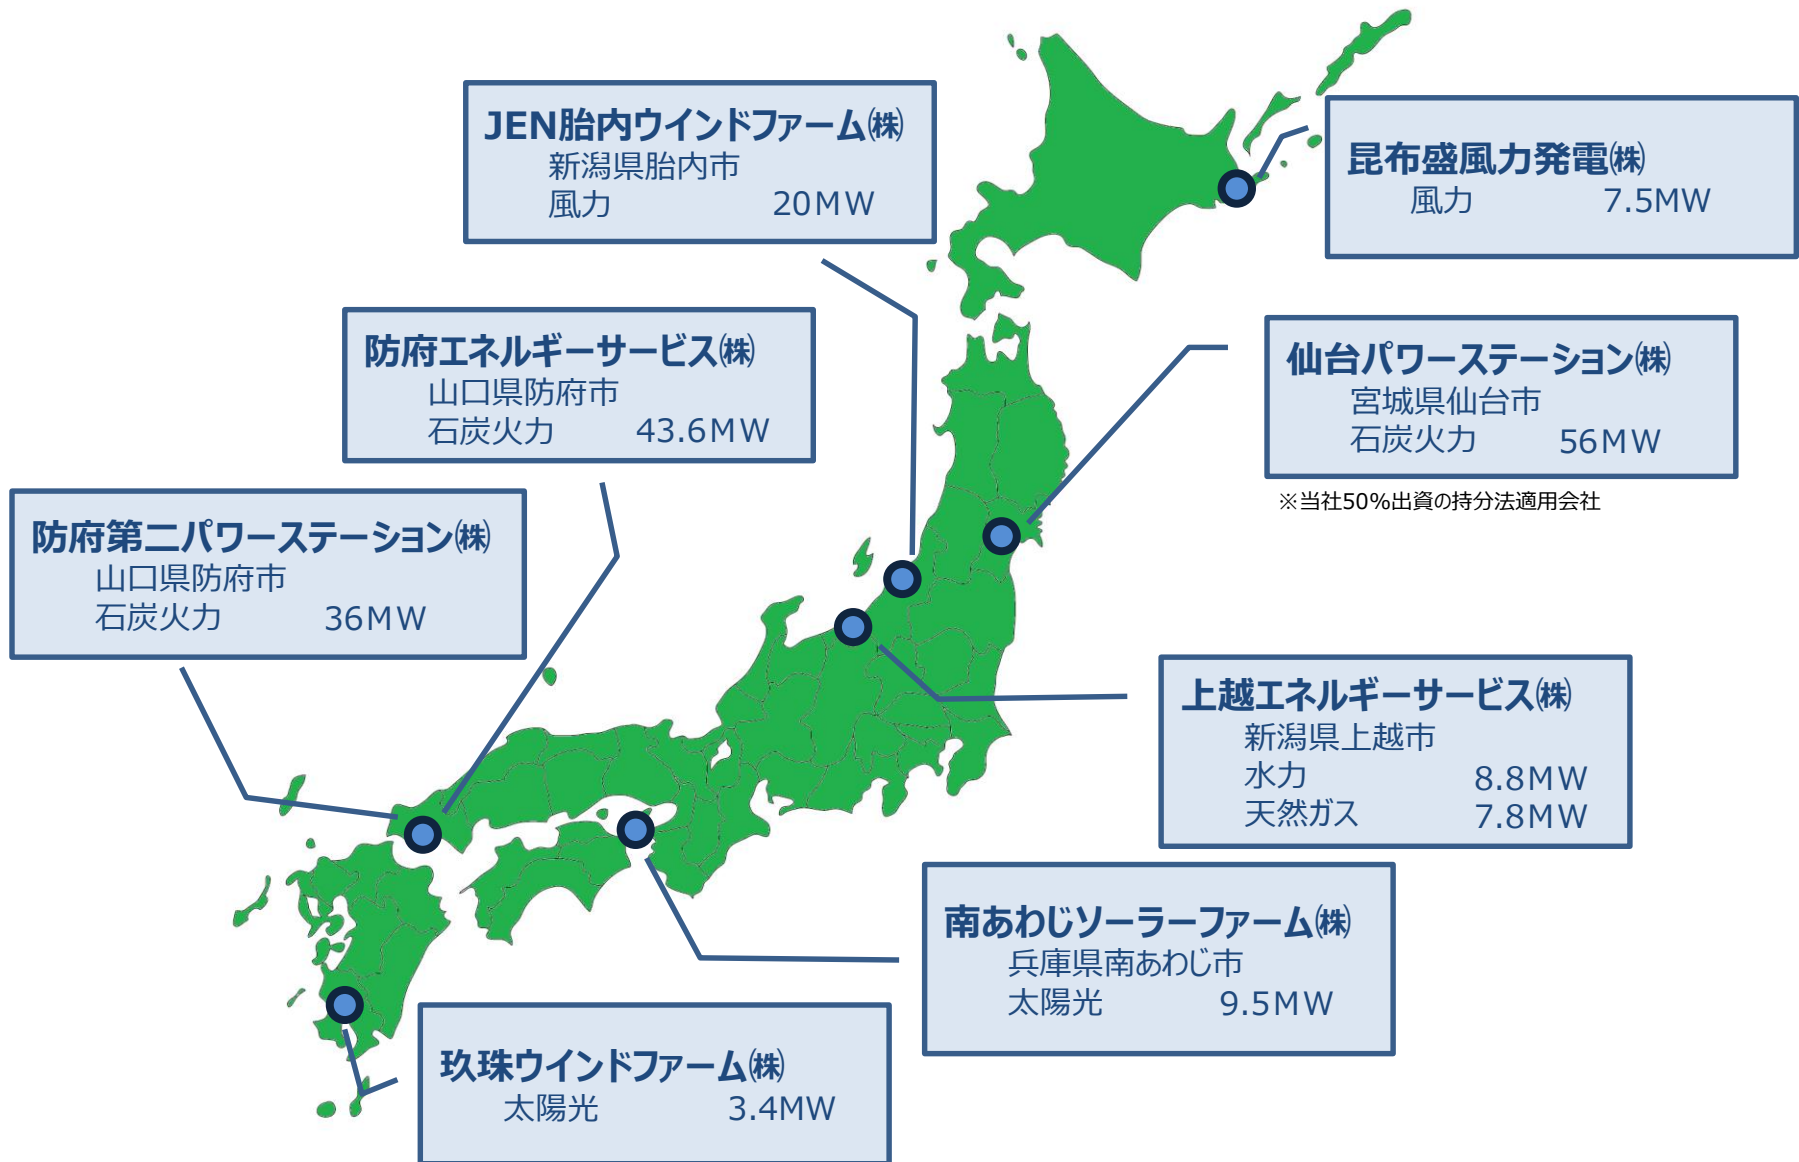 JEN胎内ウインドファーム㈱
新潟県胎内市
風力 20MW
昆布盛風力発電㈱
風力 7.5MW
防府エネルギーサービス㈱
山口県防府市
石炭火力 43.6MW
仙台パワーステーション㈱
宮城県仙台市
石炭火力 56MW
※当社50%出資の持分法適用会社
防府第二パワーステーション㈱
山口県防府市
石炭火力 36MW
上越エネルギーサービス㈱
新潟県上越市
水力 8.8MW
天然ガス 7.8MW
南あわじソーラーファーム㈱
兵庫県南あわじ市
太陽光 9.5MW
玖珠ウインドファーム㈱
太陽光 3.4MW